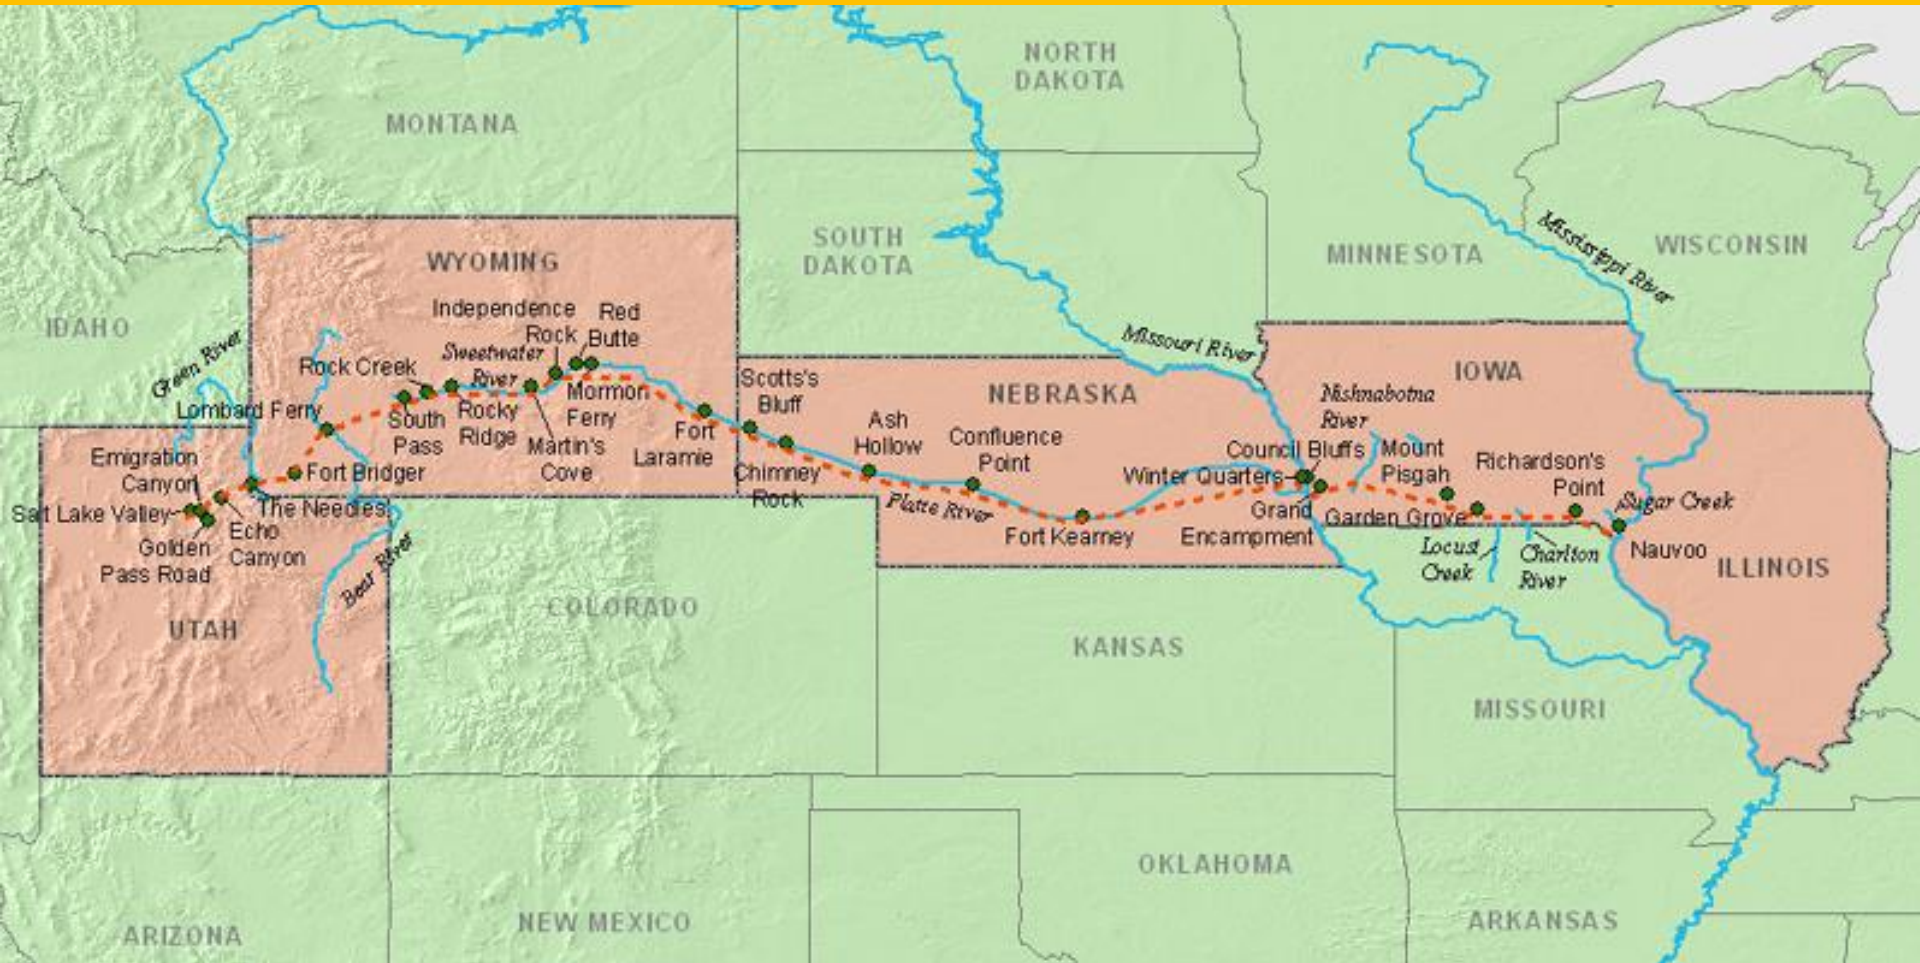 NORTH
DAKOTA
MONTANA
SOUTH
DAKOTA
MINNESOTA
Mississippi River
WISCONSIN
WYOMING
Independence
Rock
Red
Butte
IDAHO
Green River
Rock Creek
Sweetwater
River
Missouri River
IOWA
NEBRASKA
Nishnabotna
River
Lombard Ferry
South
Pass
Rocky
Ridge
Martin's
Cove
Mormon
Ferry
Fort
Laramie
Scotts's
Bluff
Chimney
Rock
Ash
Hollow
Confluence
Point
Platte River
Fort Kearney
Council Bluffs
Winter Quarters
Grand
Encampment
Mount
Pisgah
Garden Grove
Richardson's
Point
Sugar Creek
Nauvoo
ILLINOIS
Locust
Creek
Charlton
River
Emigration
Canyon
Fort Bridger
Salt Lake Valley
The Needles
Echo
Canyon
Golden
Pass Road
Bear River
UTAH
COLORADO
KANSAS
MISSOURI
OKLAHOMA
ARIZONA
NEW MEXICO
ARKANSAS